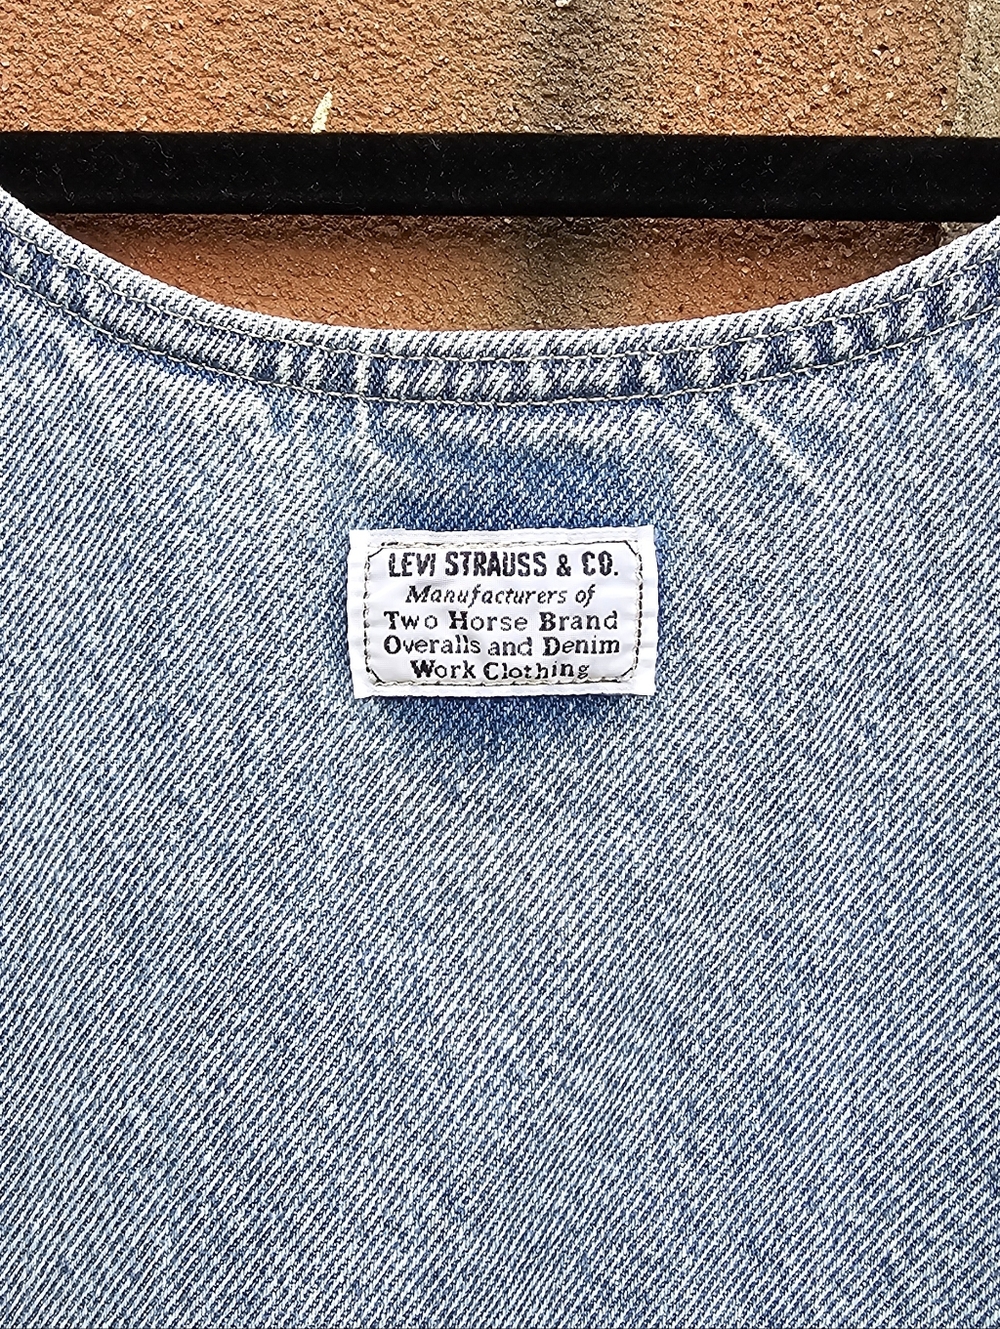 LEVI STRAUSS & CO.
Manufacturers of
Two Horse Brand
Overalls and Denim
Work Clothing